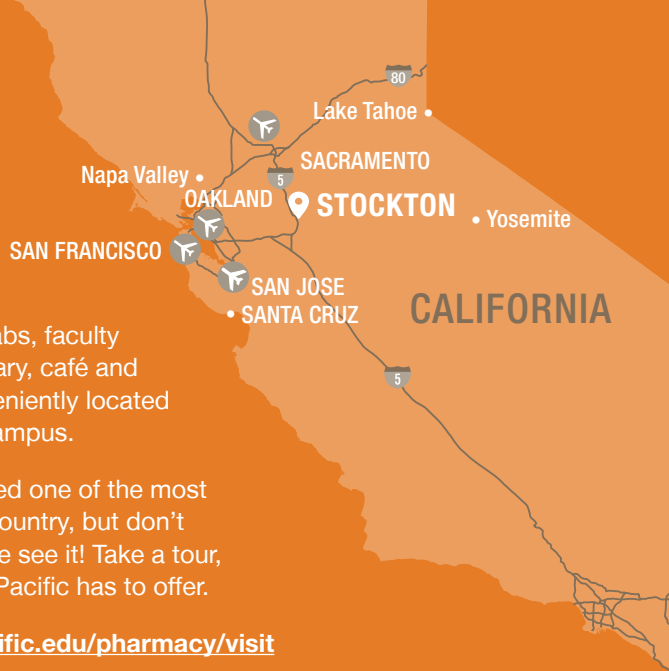 80
Lake Tahoe
SACRAMENTO
Napa Valley
5
OAKLAND
STOCKTON
Yosemite
SAN FRANCISCO
SAN JOSE
SANTA CRUZ
CALIFORNIA
5
abs, faculty
ary, café and
eniently located
ampus.
ed one of the most
ountry, but don't
e see it! Take a tour,
Pacific has to offer.
ific.edu/pharmacy/visit